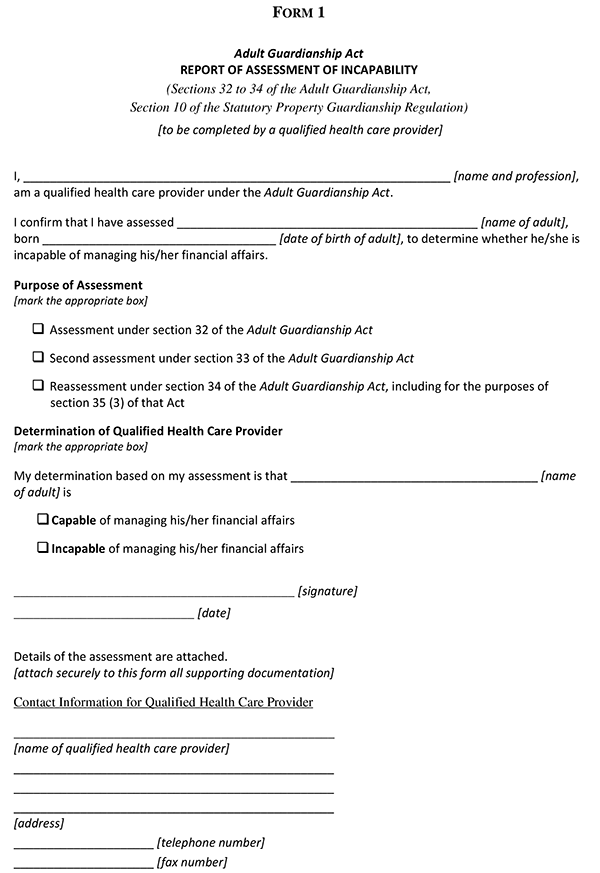 FORM 1
Adult Guardianship Act
REPORT OF ASSESSMENT OF INCAPABILITY
(Sections 32 to 34 of the Adult Guardianship Act,
Section 10 of the Statutory Property Guardianship Regulation)
[to be completed by a qualified health care provider]
I, ______________________________ [name and profession],
am a qualified health care provider under the Adult Guardianship Act.
I confirm that I have assessed ______________________________ [name of adult],
born ______________________________ [date of birth of adult], to determine whether he/she is
incapable of managing his/her financial affairs.
Purpose of Assessment
[mark the appropriate box]
❑ Assessment under section 32 of the Adult Guardianship Act
❑ Second assessment under section 33 of the Adult Guardianship Act
❑ Reassessment under section 34 of the Adult Guardianship Act, including for the purposes of
section 35 (3) of that Act
Determination of Qualified Health Care Provider
[mark the appropriate box]
My determination based on my assessment is that ______________________________ [name
of adult] is
❑ Capable of managing his/her financial affairs
❑ Incapable of managing his/her financial affairs
______________________________ [signature]
____________________ [date]
Details of the assessment are attached.
[attach securely to this form all supporting documentation]
Contact Information for Qualified Health Care Provider
______________________________
[name of qualified health care provider]
______________________________
______________________________
______________________________
[address]
____________________ [telephone number]
____________________ [fax number]